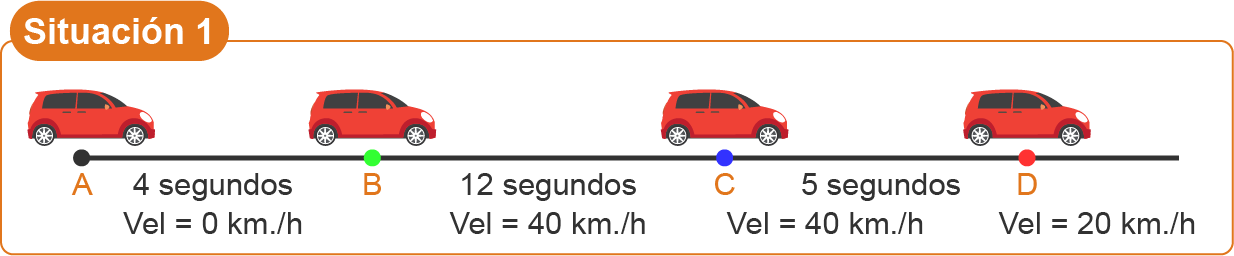 Situación 1
A 4 segundos B 12 segundos C 5 segundos D
Vel = 0 km./h Vel = 40 km./h Vel = 40 km./h Vel = 20 km./h